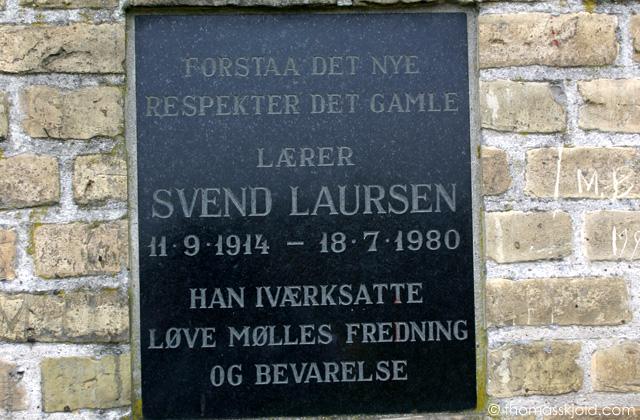 FORSTAA DET NYE
RESPEKTER DET GAMLE
LÆRER
SVEND LAURSEN
11·9·1914 – 18·7·1980
HAN IVÆRKSATTE
LØVE MØLLES FREDNING
OG BEVARELSE
M.B
© thomasskjold.com